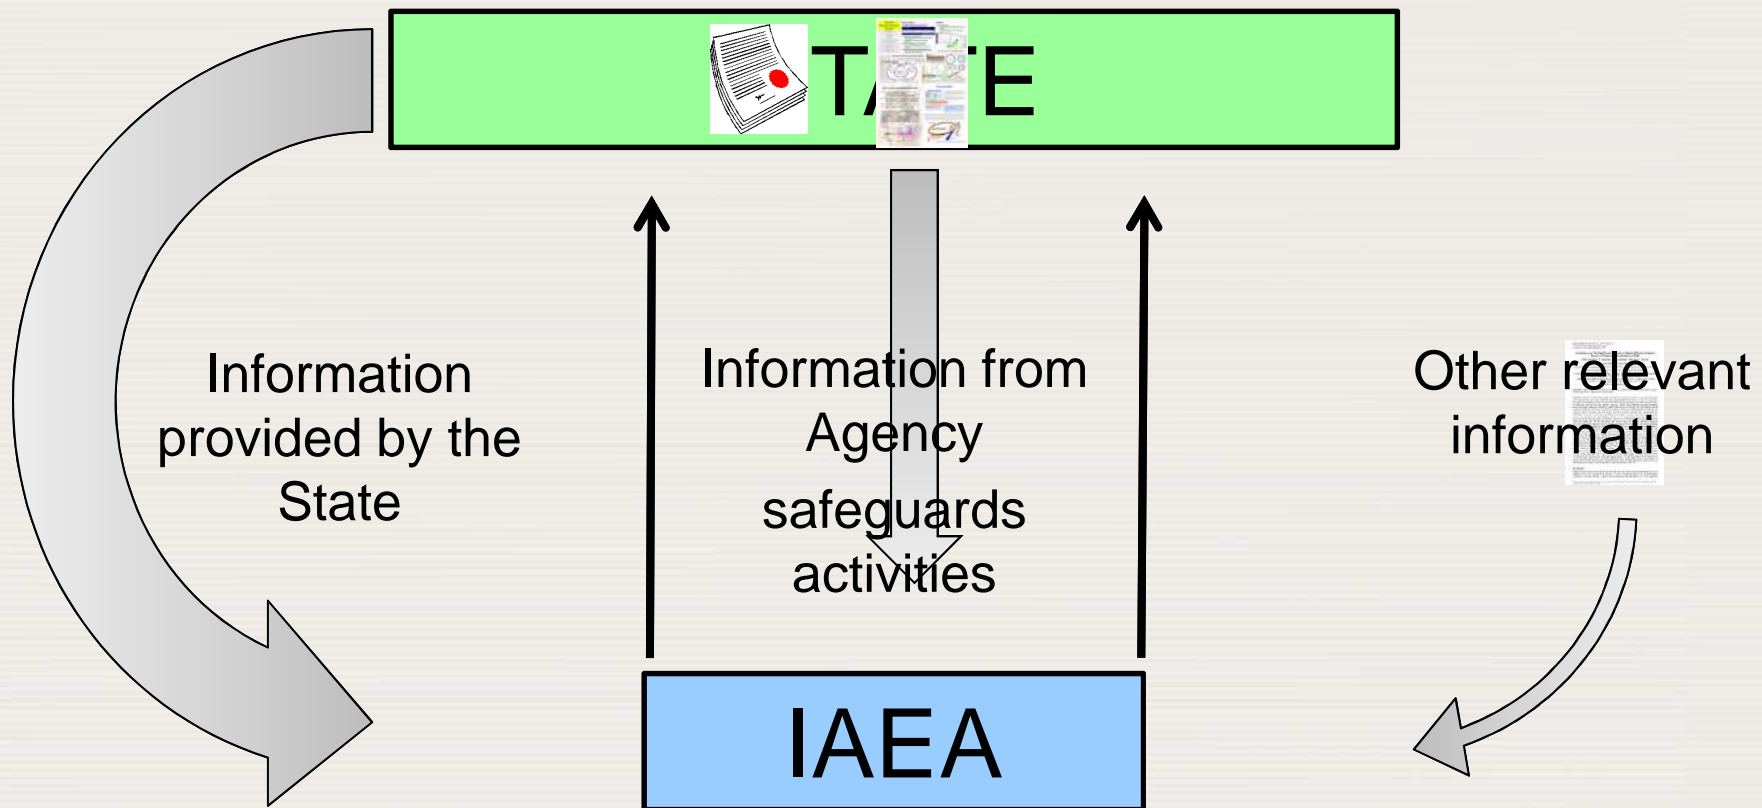 TATE
Information
provided by the
State
Information from
Agency
safeguards
activities
Other relevant
information
IAEA